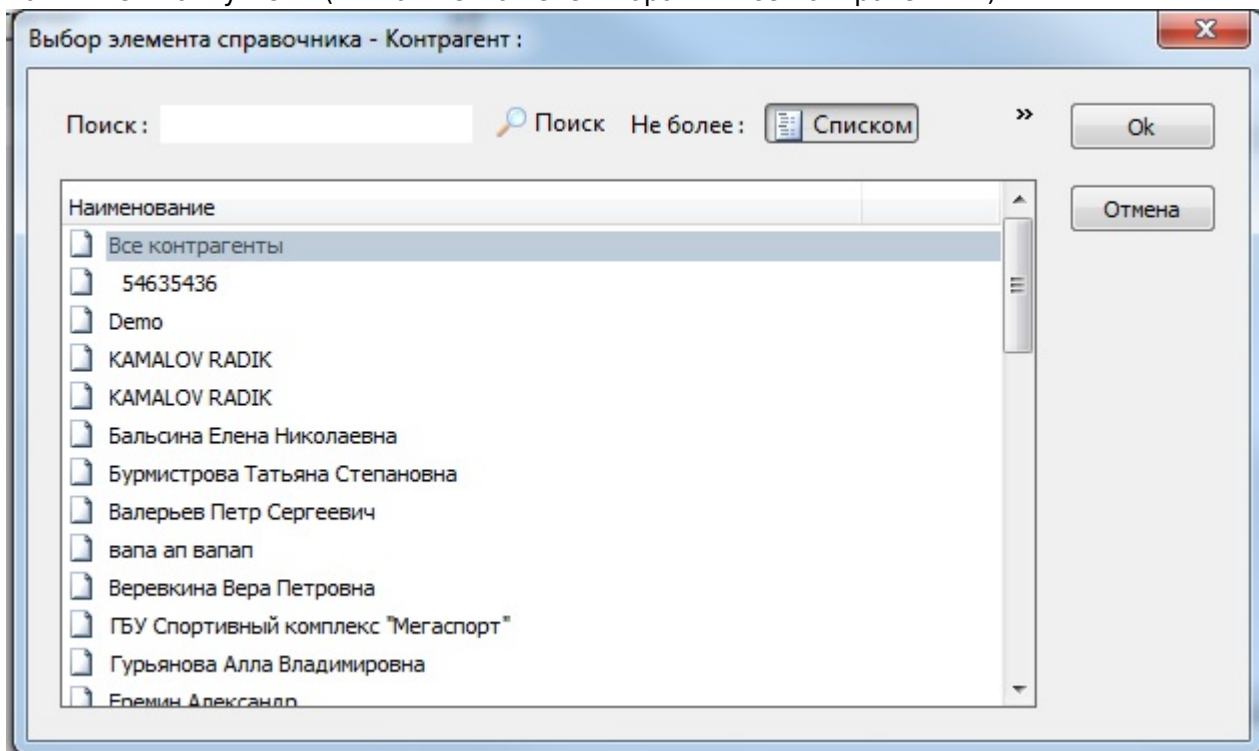 Выбор элемента справочника - Контрагент :
Поиск : Поиск Не более : Списком » Ok
Отмена
Наименование
Все контрагенты
54635436
Demo
KAMALOV RADIK
KAMALOV RADIK
Бальсина Елена Николаевна
Бурмистрова Татьяна Степановна
Валерьев Петр Сергеевич
вапа ап вапап
Веревкина Вера Петровна
ГБУ Спортивный комплекс "Мегаспорт"
Гурьянова Алла Владимировна
Еремин Александр